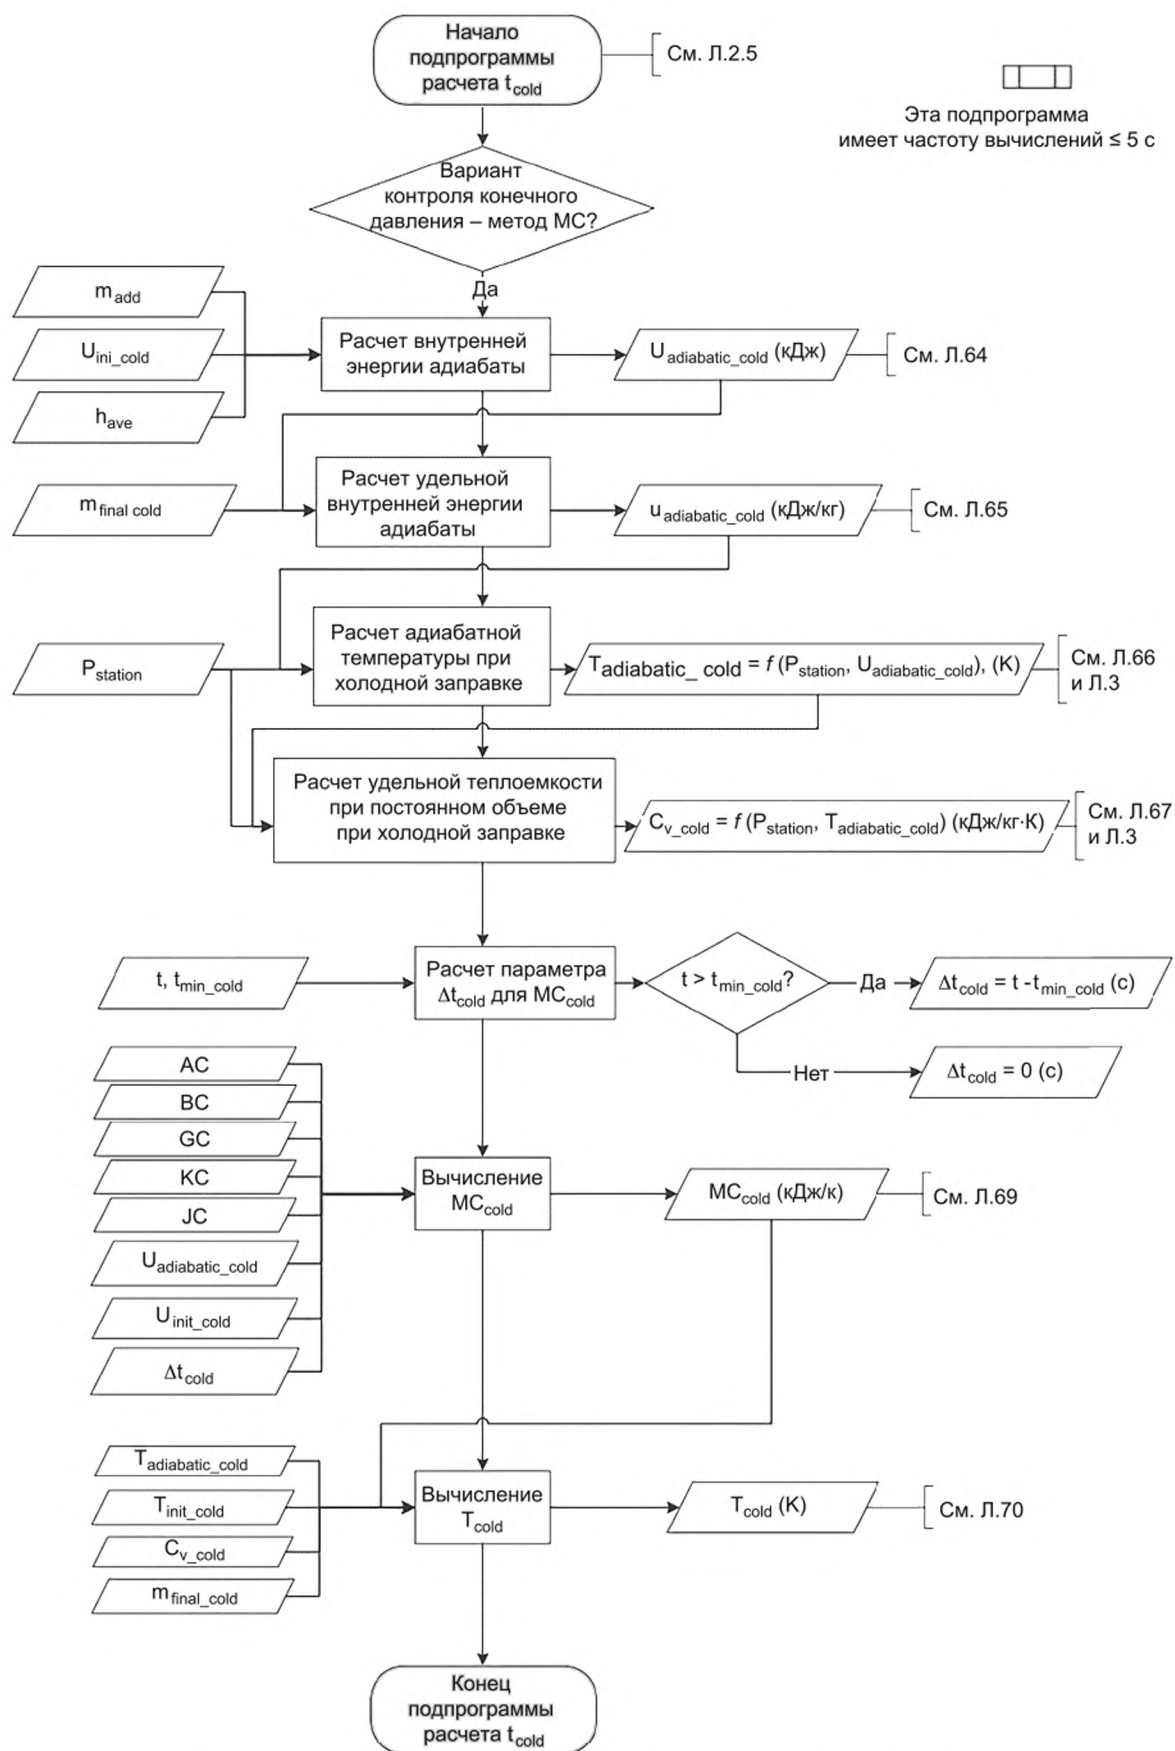 Начало
подпрограммы
расчета t_cold
См. Л.2.5
Эта подпрограмма
имеет частоту вычислений ≤ 5 с
Вариант
контроля конечного
давления – метод МС?
Да
m_add
U_ini_cold
h_ave
Расчет внутренней
энергии адиабаты
U_adiabatic_cold (кДж)
См. Л.64
m_final cold
Расчет удельной
внутренней энергии
адиабаты
u_adiabatic_cold (кДж/кг)
См. Л.65
P_station
Расчет адиабатной
температуры при
холодной заправке
T_adiabatic_ cold = f (P_station, U_adiabatic_cold), (K)
См. Л.66
и Л.3
Расчет удельной теплоемкости
при постоянном объеме
при холодной заправке
C_v_cold = f (P_station, T_adiabatic_cold) (кДж/кг·К)
См. Л.67
и Л.3
t, t_min_cold
Расчет параметра
Δt_cold для MC_cold
t > t_min_cold?
Да
Δt_cold = t - t_min_cold (c)
Нет
Δt_cold = 0 (c)
AC
BC
GC
KC
JC
U_adiabatic_cold
U_init_cold
Δt_cold
Вычисление
MC_cold
MC_cold (кДж/к)
См. Л.69
T_adiabatic_cold
T_init_cold
C_v_cold
m_final_cold
Вычисление
T_cold
T_cold (K)
См. Л.70
Конец
подпрограммы
расчета t_cold